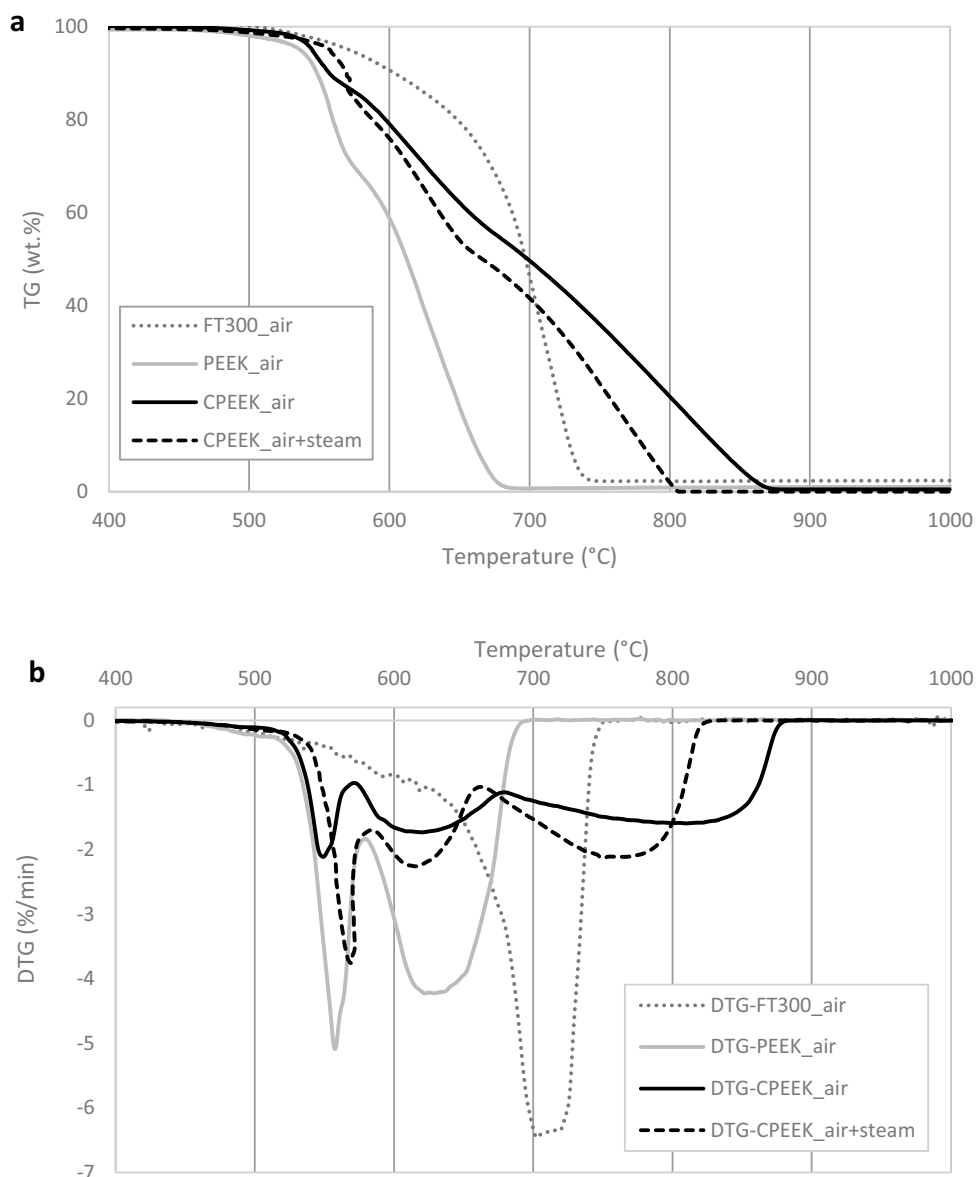 a
100
80
60
40
20
0
TG (wt.%)
FT300_air
PEEK_air
CPEEK_air
CPEEK_air+steam
400 500 600 700 800 900 1000
Temperature (°C)
b
Temperature (°C)
400 500 600 700 800 900 1000
0
-1
-2
-3
-4
-5
-6
-7
DTG (%/min)
DTG-FT300_air
DTG-PEEK_air
DTG-CPEEK_air
DTG-CPEEK_air+steam